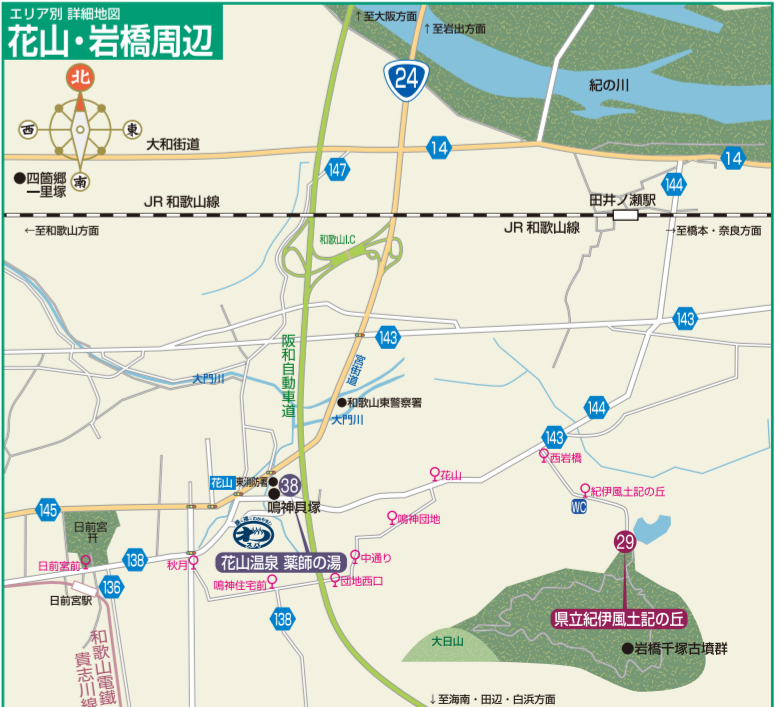 エリア別 詳細地図
花山・岩橋周辺
↑至大阪方面
↑至岩出方面
24
紀の川
北
西
東
南
大和街道
14
14
147
144
●四箇郷
一里塚
田井ノ瀬駅
JR 和歌山線
JR 和歌山線
←至和歌山方面
→至橋本・奈良方面
和歌山I.C
143
143
阪和自動車道
宮街道
大門川
●和歌山東警察署
大門川
144
143
西岩橋
花山
花山
東消防署●
38
紀伊風土記の丘
WC
鳴神貝塚
145
鳴神団地
日前宮
29
花山温泉 薬師の湯
中通り
日前宮前
138
秋月
鳴神住宅前
団地西口
136
日前宮駅
138
県立紀伊風土記の丘
大日山
●岩橋千塚古墳群
和歌山電鐵
貴志川線
↓至海南・田辺・白浜方面